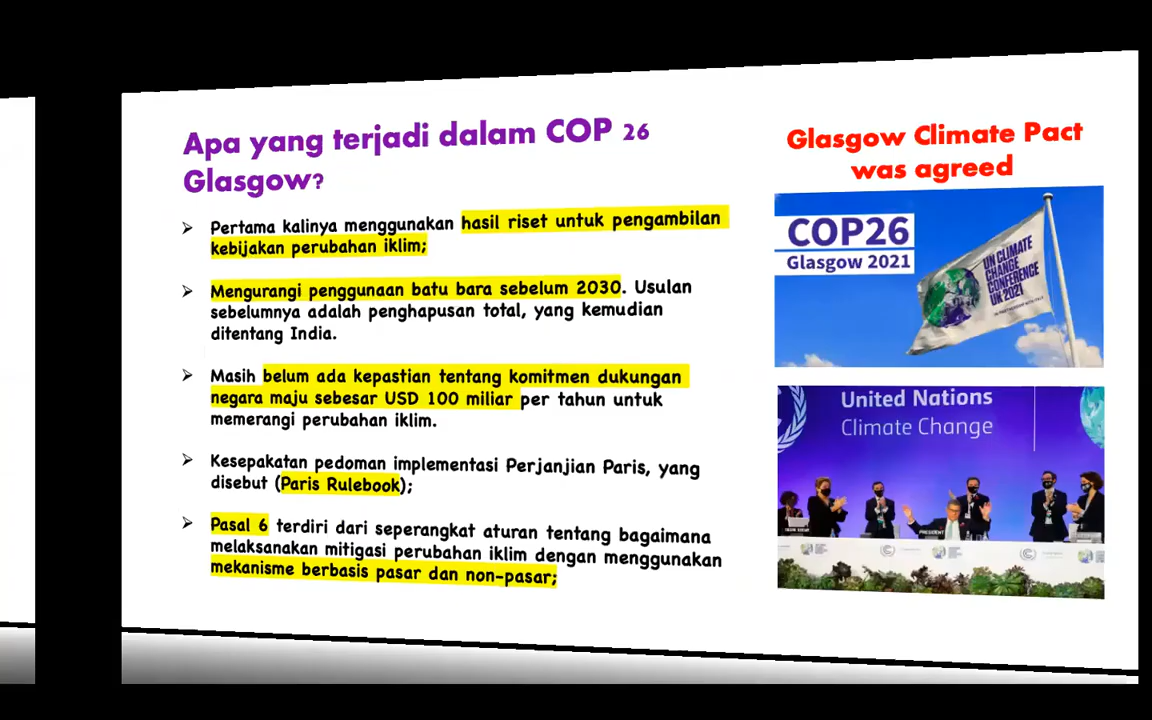 Apa yang terjadi dalam COP 26
Glasgow?
Pertama kalinya menggunakan hasil riset untuk pengambilan
kebijakan perubahan iklim;
Mengurangi penggunaan batu bara sebelum 2030. Usulan
sebelumnya adalah penghapusan total, yang kemudian
ditentang India.
Masih belum ada kepastian tentang komitmen dukungan
negara maju sebesar USD 100 miliar per tahun untuk
memerangi perubahan iklim.
Kesepakatan pedoman implementasi Perjanjian Paris, yang
disebut (Paris Rulebook);
Pasal 6 terdiri dari seperangkat aturan tentang bagaimana
melaksanakan mitigasi perubahan iklim dengan menggunakan
mekanisme berbasis pasar dan non-pasar;
Glasgow Climate Pact
was agreed
COP26
Glasgow 2021
UN CLIMATE
CHANGE
CONFERENCE
UK 2021
United Nations
Climate Change
PRESIDENT